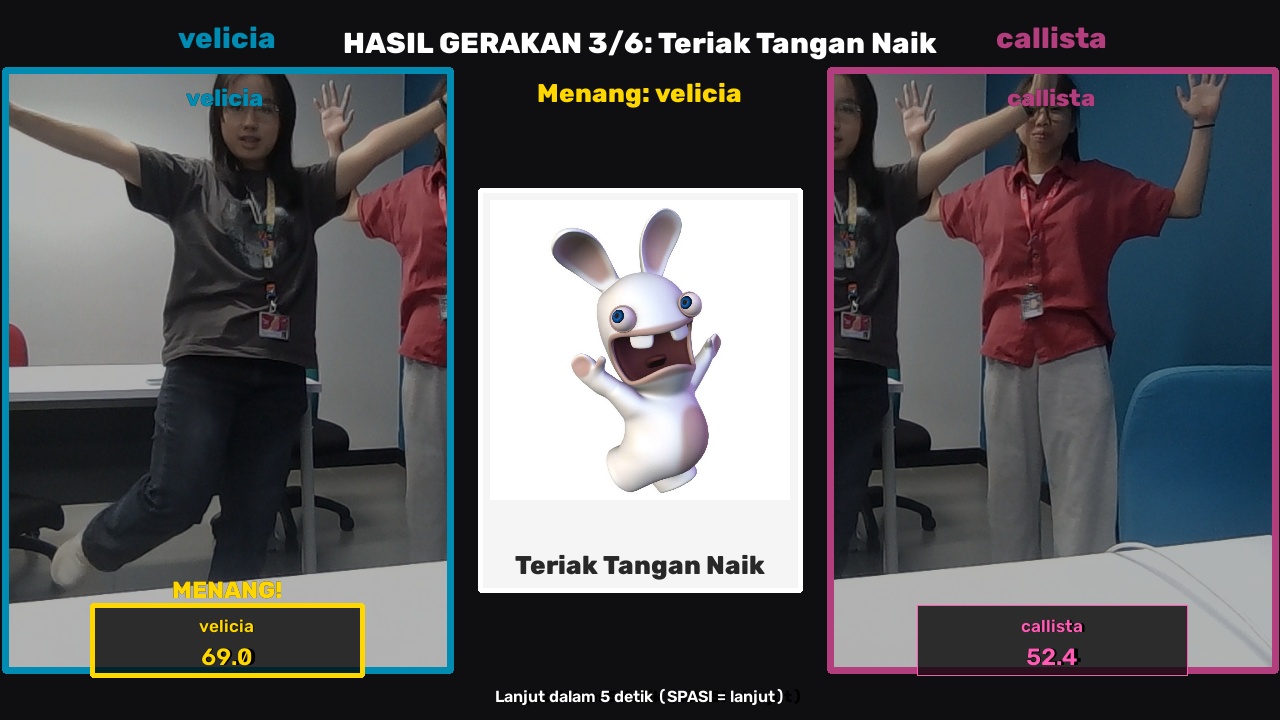 velicia
HASIL GERAKAN 3/6: Teriak Tangan Naik
callista
velicia
Menang: velicia
callista
Teriak Tangan Naik
MENANG!
velicia
69.0
callista
52.4
Lanjut dalam 5 detik (SPASI = lanjut)